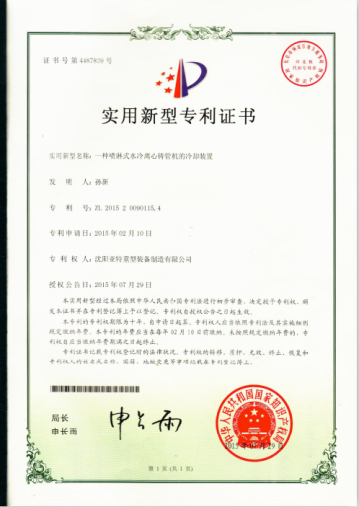 证书号第4487839号
实用新型专利证书
实用新型名称：一种喷淋式水冷离心铸管机的冷却装置
发 明 人：孙新
专 利 号：ZL 2015 2 0090115.4
专利申请日：2015年02月10日
专 利 权 人：沈阳亚特重型装备制造有限公司
授权公告日：2015年07月29日
本实用新型经过本局依照中华人民共和国专利法进行初步审查，决定授予专利权，颁
发本证书并在专利登记簿上予以登记。专利权自授权公告之日起生效。
本专利的专利权期限为十年，自申请日起算。专利权人应当依照专利法及其实施细则
规定缴纳年费。本专利的年费应当在每年02月10日前缴纳。未按照规定缴纳年费的，专
利权自应当缴纳年费期满之日起终止。
专利证书记载专利权登记时的法律状况。专利权的转移、质押、无效、终止、恢复和
专利权人的姓名或名称、国籍、地址变更等事项记载在专利登记簿上。
局长
申长雨
申长雨
中华人民共和国国家知识产权局
2015年07月29日
第 1 页 (共 1 页)